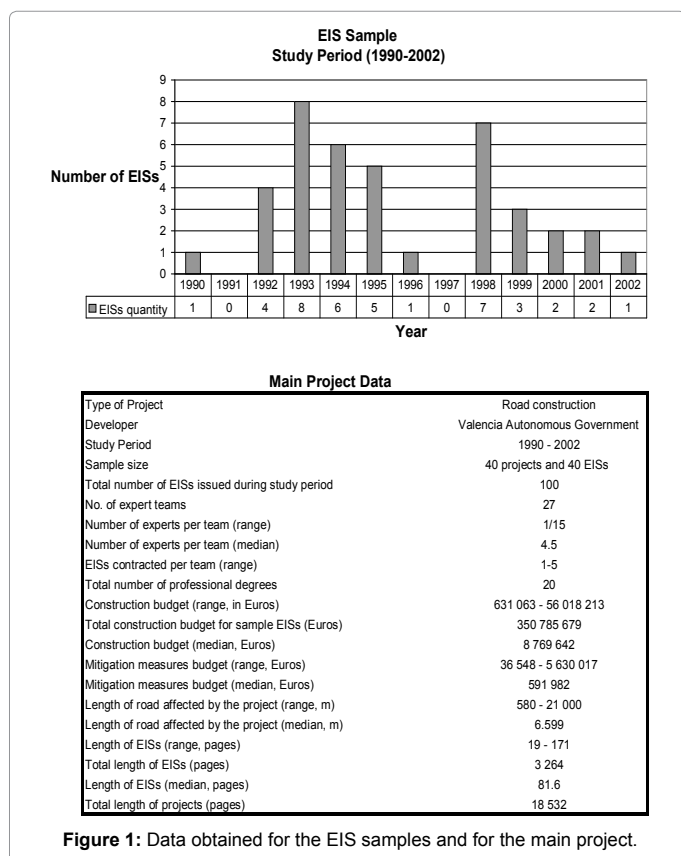 EIS Sample
Study Period (1990-2002)
9
8
7
6
5
4
3
2
1
0
Number of EISs
1990 1991 1992 1993 1994 1995 1996 1997 1998 1999 2000 2001 2002
EISs quantity 1 0 4 8 6 5 1 0 7 3 2 2 1
Year
Main Project Data
Type of Project Road construction
Developer Valencia Autonomous Government
Study Period 1990 - 2002
Sample size 40 projects and 40 EISs
Total number of EISs issued during study period 100
No. of expert teams 27
Number of experts per team (range) 1/15
Number of experts per team (median) 4.5
EISs contracted per team (range) 1-5
Total number of professional degrees 20
Construction budget (range, in Euros) 631 063 - 56 018 213
Total construction budget for sample EISs (Euros) 350 785 679
Construction budget (median, Euros) 8 769 642
Mitigation measures budget (range, Euros) 36 548 - 5 630 017
Mitigation measures budget (median, Euros) 591 982
Length of road affected by the project (range, m) 580 - 21 000
Length of road affected by the project (median, m) 6.599
Length of EISs (range, pages) 19 - 171
Total length of EISs (pages) 3 264
Length of EISs (median, pages) 81.6
Total length of projects (pages) 18 532
Figure 1: Data obtained for the EIS samples and for the main project.